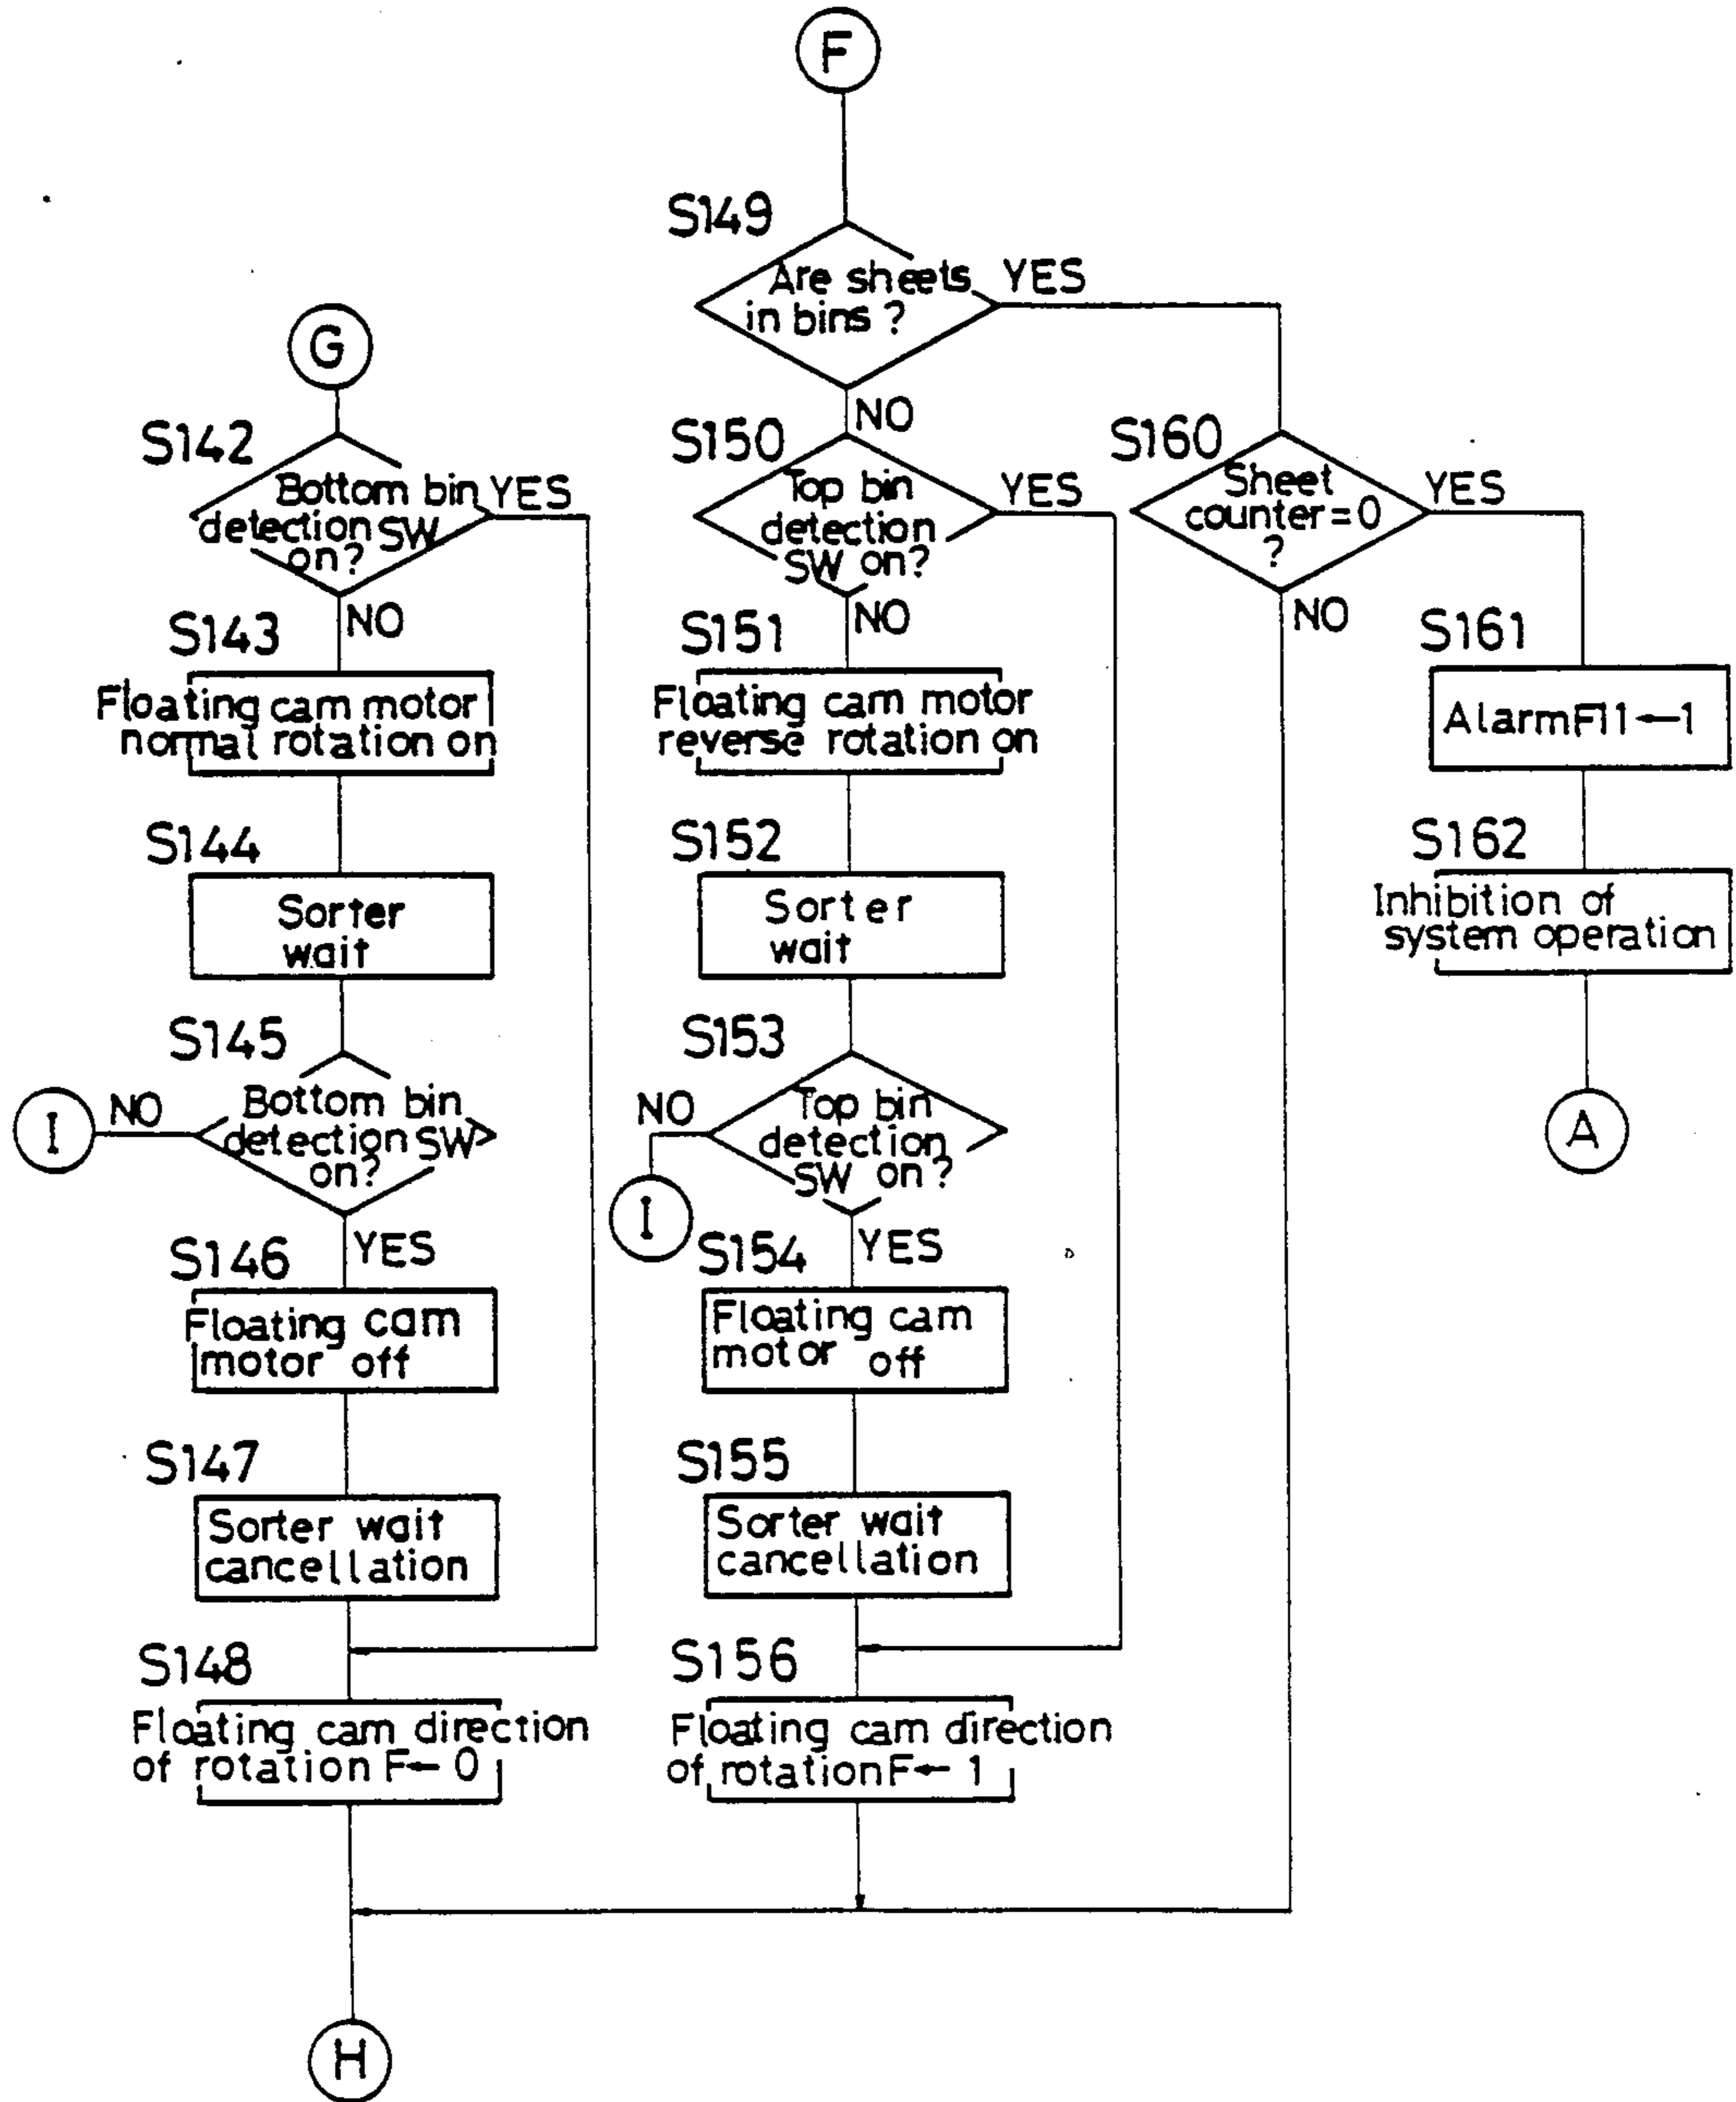 F
S149
Are sheets
in bins ?
YES
NO
G
S142
Bottom bin
detection SW
on?
YES
NO
S143
Floating cam motor
normal rotation on
S144
Sorter
wait
S145
Bottom bin
detection SW
on?
NO
I
YES
S146
Floating cam
motor off
S147
Sorter wait
cancellation
S148
Floating cam direction
of rotation F← 0
S150
Top bin
detection
SW on?
YES
NO
S151
Floating cam motor
reverse rotation on
S152
Sorter
wait
S153
Top bin
detection
SW on?
NO
I
YES
S154
Floating cam
motor off
S155
Sorter wait
cancellation
S156
Floating cam direction
of rotation F← 1
S160
Sheet
counter=0
?
YES
NO
S161
Alarm F11←1
S162
Inhibition of
system operation
A
H